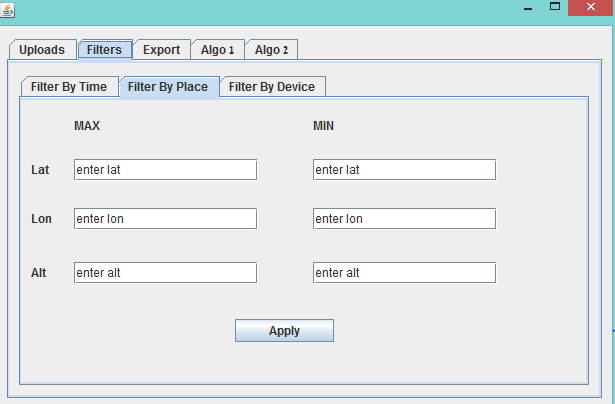 Uploads Filters Export Algo 1 Algo 2
Filter By Time Filter By Place Filter By Device
MAX MIN
Lat enter lat enter lat
Lon enter lon enter lon
Alt enter alt enter alt
Apply